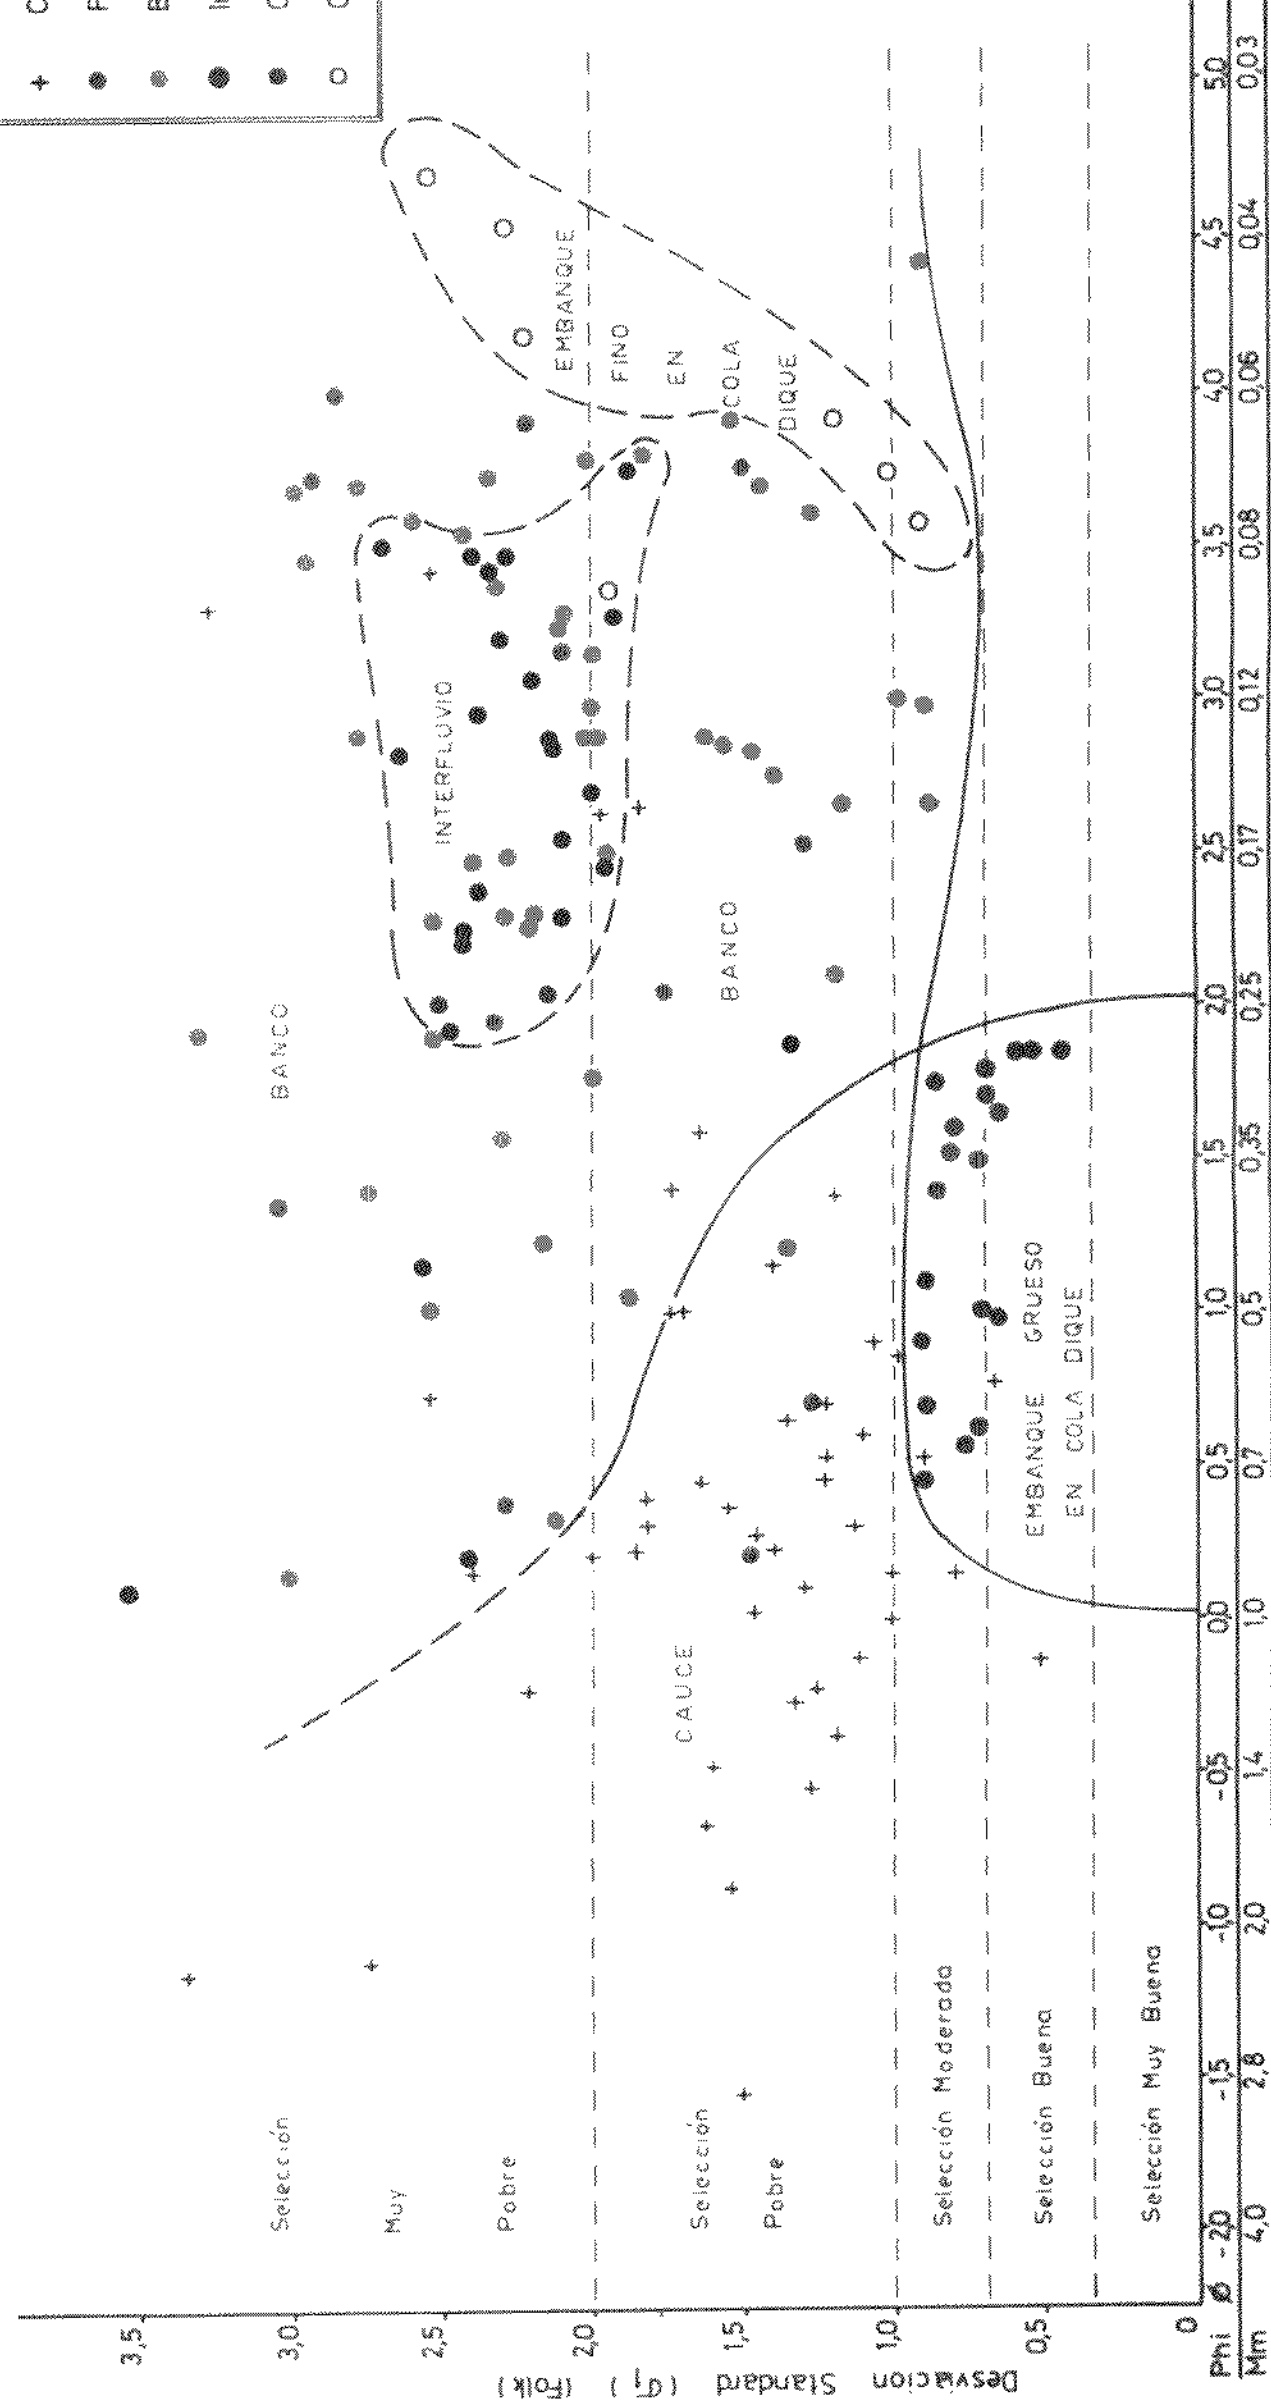 Desviacion Standard (σ₁) (Folk)
3,5
3,0
2,5
2,0
1,5
1,0
0,5
0
Selección
Muy
Pobre
Selección
Pobre
Selección Moderada
Selección Buena
Selección Muy Buena
BANCO
INTERFLUVIO
BANCO
CAUCE
EMBANQUE
FINO
EN
COLA
DIQUE
EMBANQUE GRUESO
EN COLA DIQUE
Phi ø -2,0 -1,5 -1,0 -0,5 0,0 0,5 1,0 1,5 2,0 2,5 3,0 3,5 4,0 4,5 5,0
Mm 4,0 2,8 2,0 1,4 1,0 0,7 0,5 0,35 0,25 0,17 0,12 0,08 0,06 0,04 0,03